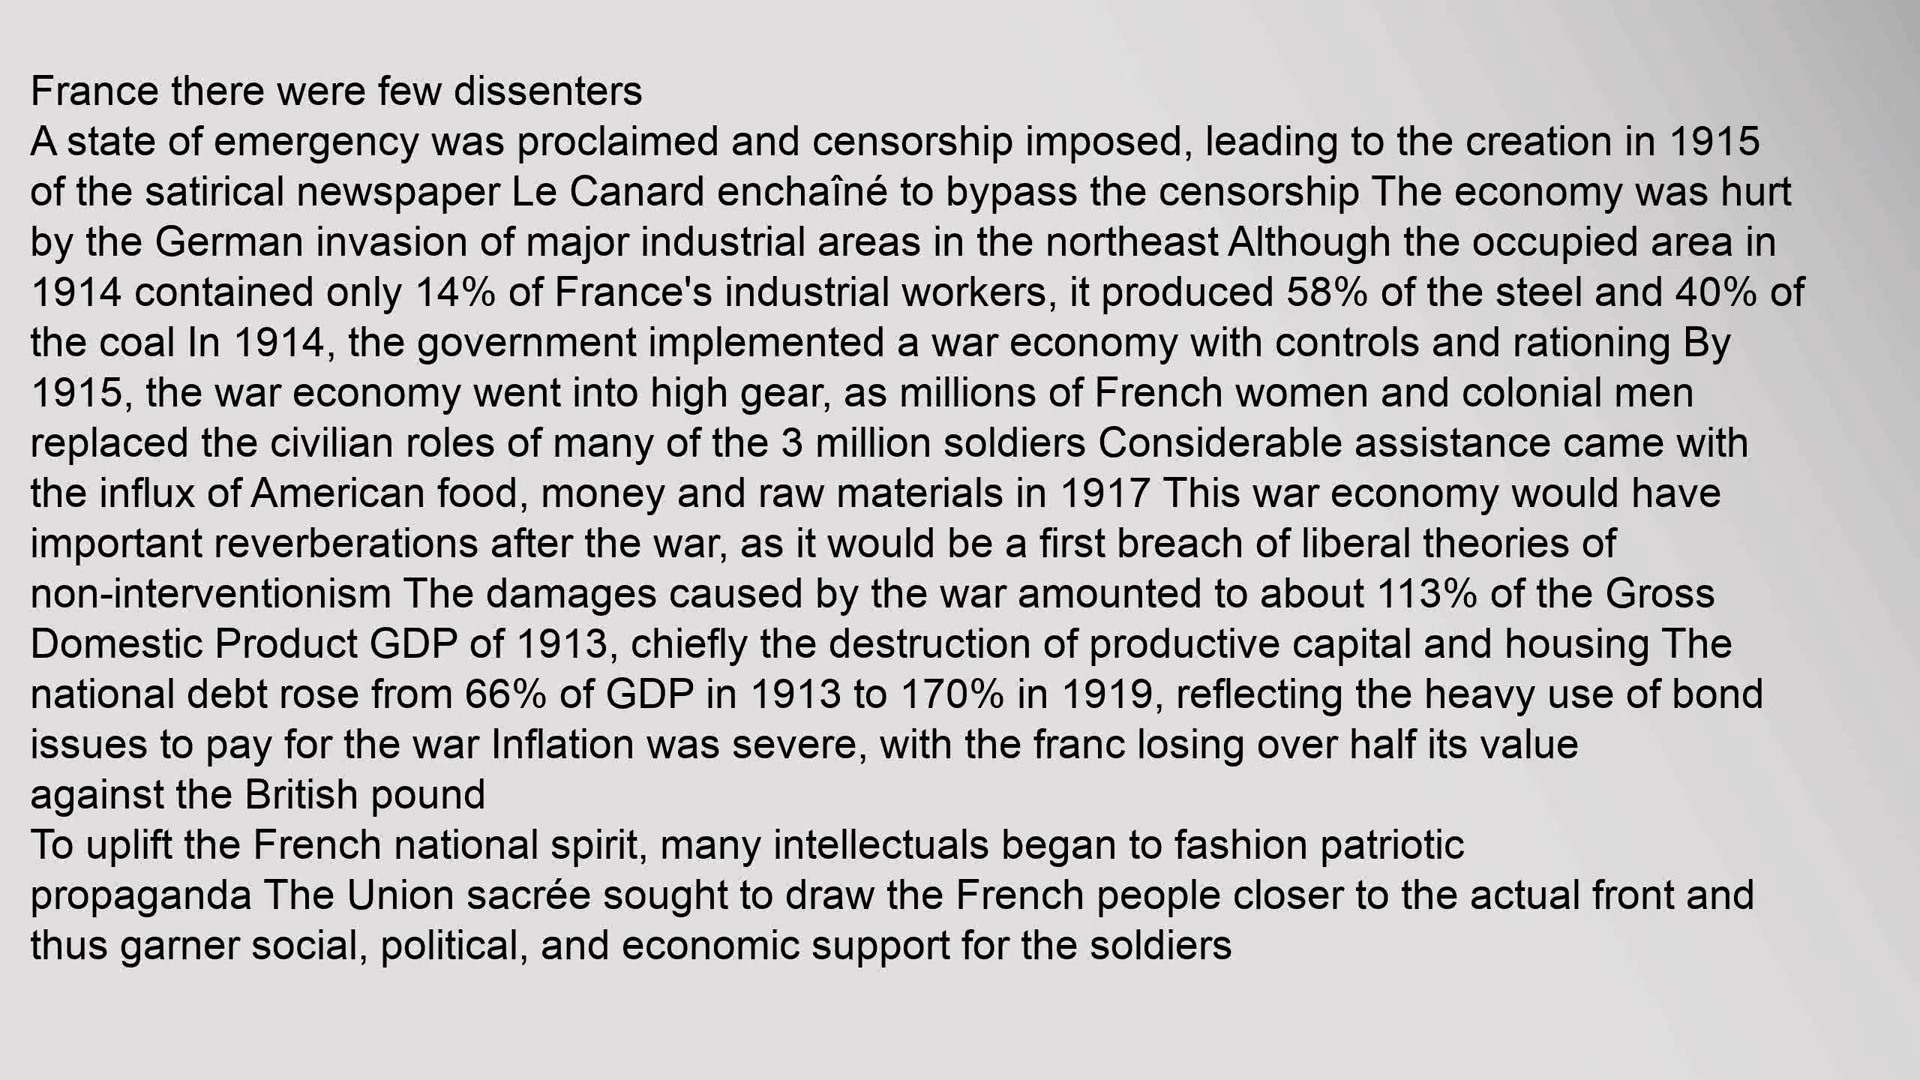 France there were few dissenters
A state of emergency was proclaimed and censorship imposed, leading to the creation in 1915
of the satirical newspaper Le Canard enchaîné to bypass the censorship The economy was hurt
by the German invasion of major industrial areas in the northeast Although the occupied area in
1914 contained only 14% of France's industrial workers, it produced 58% of the steel and 40% of
the coal In 1914, the government implemented a war economy with controls and rationing By
1915, the war economy went into high gear, as millions of French women and colonial men
replaced the civilian roles of many of the 3 million soldiers Considerable assistance came with
the influx of American food, money and raw materials in 1917 This war economy would have
important reverberations after the war, as it would be a first breach of liberal theories of
non-interventionism The damages caused by the war amounted to about 113% of the Gross
Domestic Product GDP of 1913, chiefly the destruction of productive capital and housing The
national debt rose from 66% of GDP in 1913 to 170% in 1919, reflecting the heavy use of bond
issues to pay for the war Inflation was severe, with the franc losing over half its value
against the British pound
To uplift the French national spirit, many intellectuals began to fashion patriotic
propaganda The Union sacrée sought to draw the French people closer to the actual front and
thus garner social, political, and economic support for the soldiers